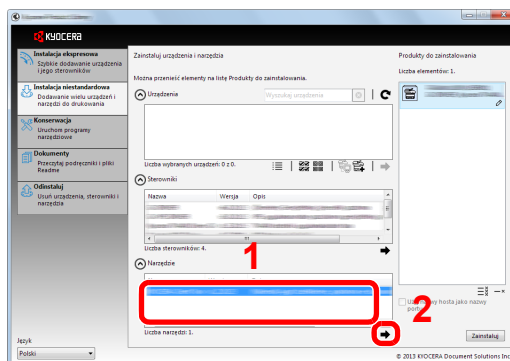 KYOCERA
Instalacja ekspresowa
Szybkie dodawanie urządzenia
i jego sterowników
Instalacja niestandardowa
Dodawanie wielu urządzeń i
narzędzi do drukowania
Konserwacja
Uruchom programy
narzędziowe
Dokumenty
Przeczytaj podręczniki i pliki
Readme
Odinstaluj
Usuń urządzenia, sterowniki i
narzędzia
Język
Polski
Zainstaluj urządzenia i narzędzia
Można przenieść elementy na listę Produkty do zainstalowania.
Urządzenia
Wyszukaj urządzenia
Liczba wybranych urządzeń: 0 z 0.
Sterowniki
Nazwa Wersja Opis
Liczba sterowników: 4.
1
Narzędzie
Liczba narzędzi: 1.
2
Produkty do zainstalowania
Liczba elementów: 1.
hosta jako nazwy
Zainstaluj
© 2013 KYOCERA Document Solutions Inc.